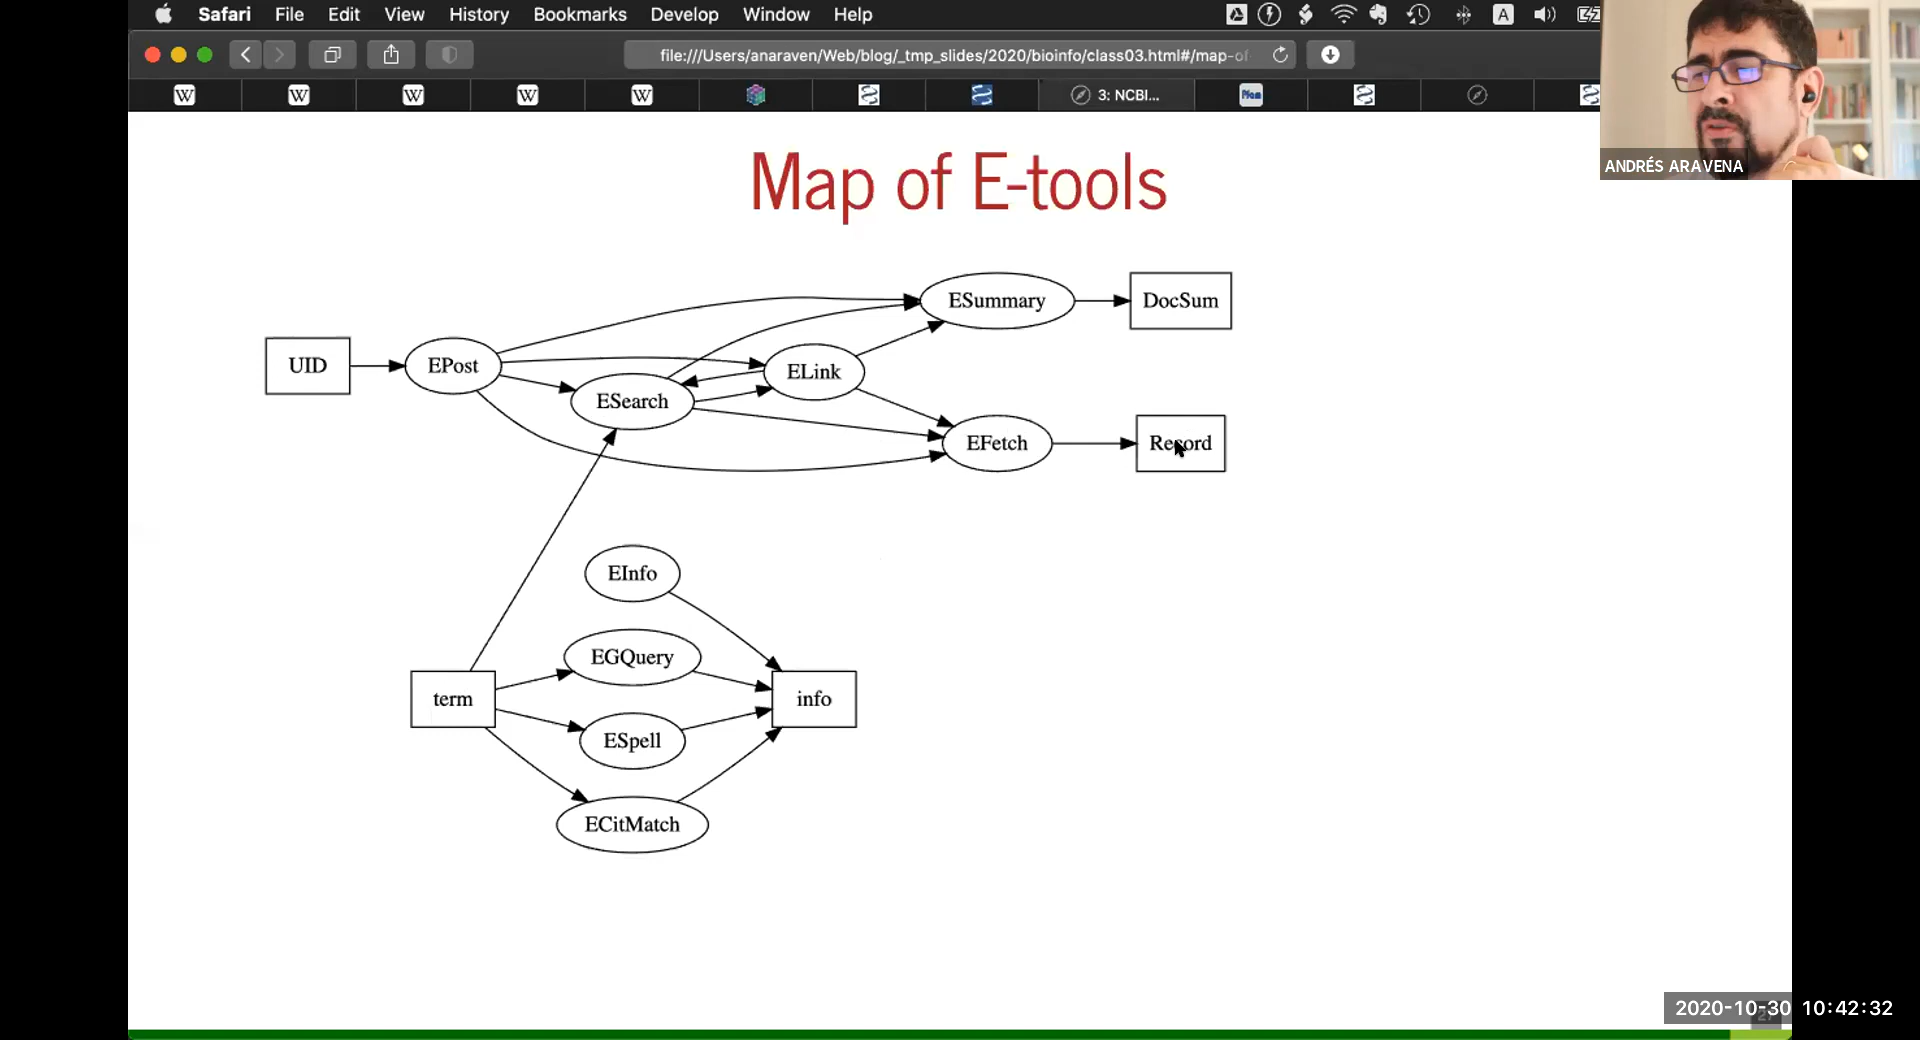 Safari File Edit View History Bookmarks Develop Window Help
A
file:///Users/anaraven/Web/blog/_tmp_slides/2020/bioinfo/class03.html#/map-of
W W W W W 3: NCBI... Pfam
ANDRÉS ARAVENA
Map of E-tools
ESummary DocSum
UID EPost ELink
ESearch
EFetch Record
EInfo
EGQuery
term info
ESpell
ECitMatch
2020-10-30 10:42:32